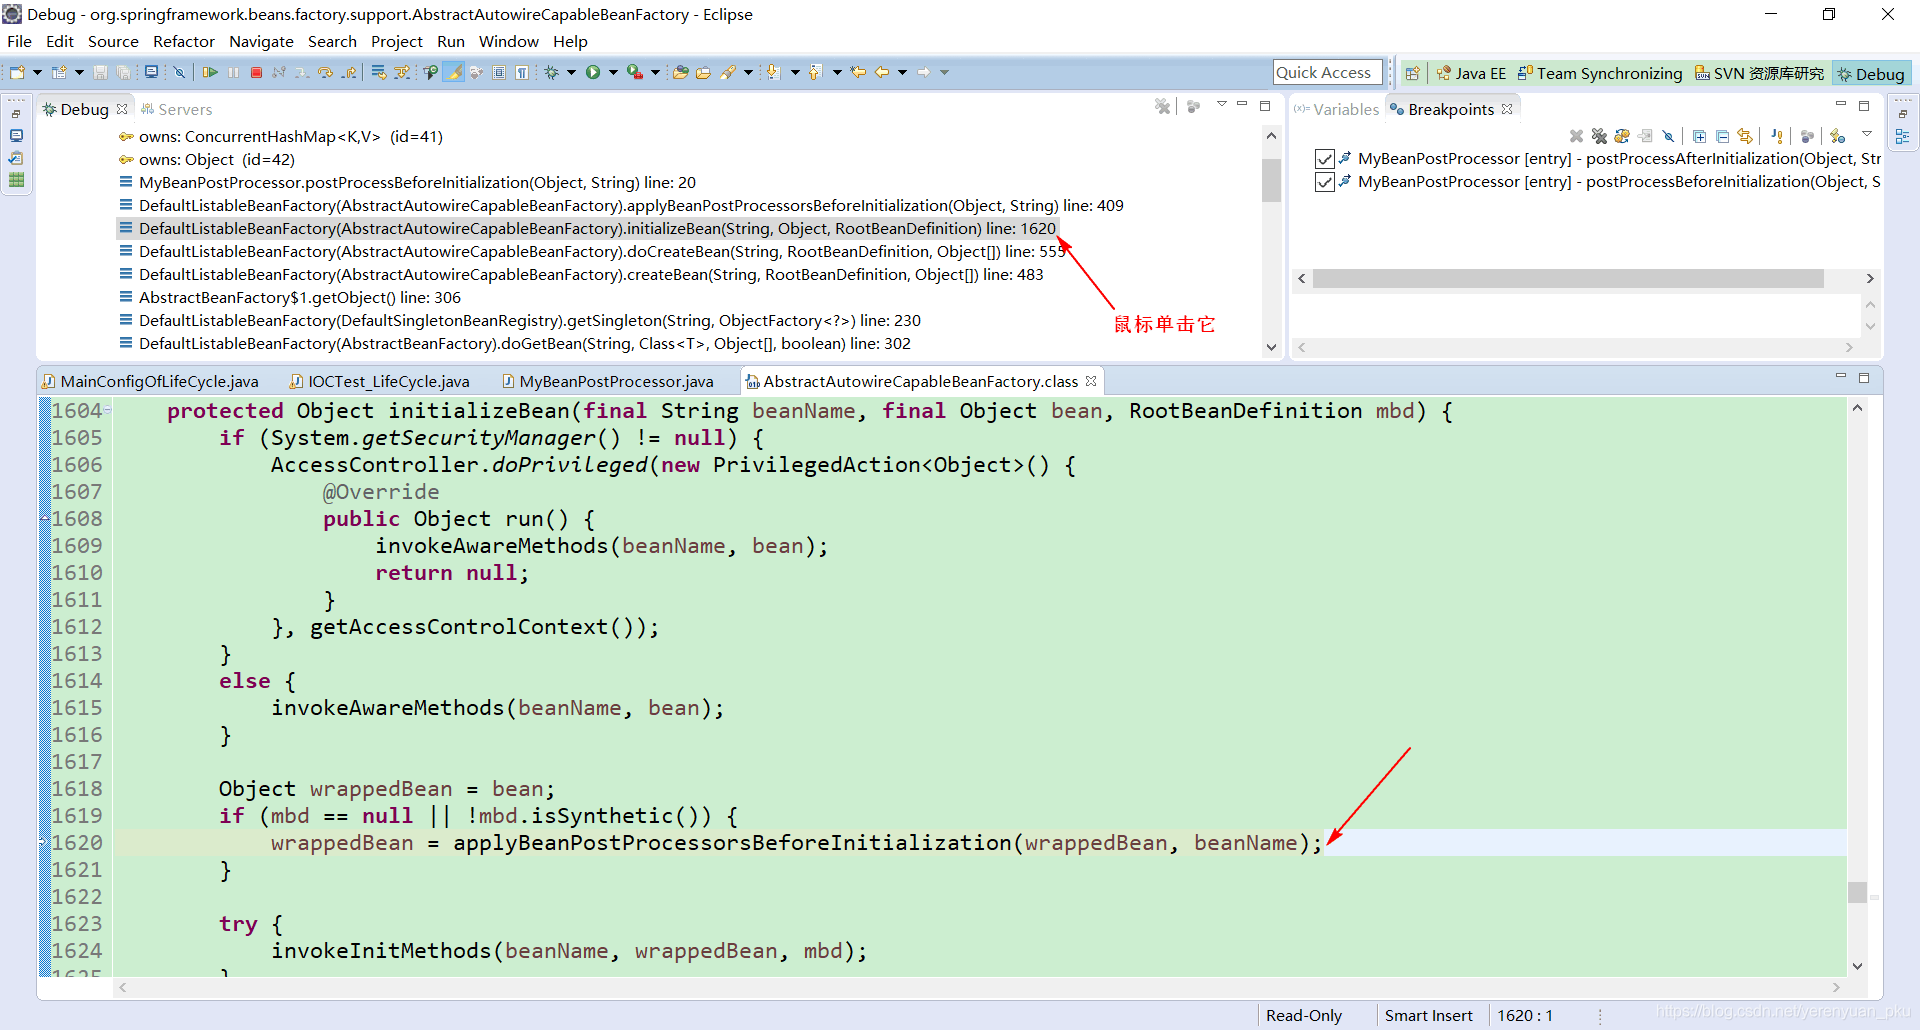 Debug - org.springframework.beans.factory.support.AbstractAutowireCapableBeanFactory - Eclipse
File Edit Source Refactor Navigate Search Project Run Window Help
Quick Access
Java EE Team Synchronizing SVN 资源库研究 Debug
Debug Servers
owns: ConcurrentHashMap<K,V> (id=41)
owns: Object (id=42)
MyBeanPostProcessor.postProcessBeforeInitialization(Object, String) line: 20
DefaultListableBeanFactory(AbstractAutowireCapableBeanFactory).applyBeanPostProcessorsBeforeInitialization(Object, String) line: 409
DefaultListableBeanFactory(AbstractAutowireCapableBeanFactory).initializeBean(String, Object, RootBeanDefinition) line: 1620
DefaultListableBeanFactory(AbstractAutowireCapableBeanFactory).doCreateBean(String, RootBeanDefinition, Object[]) line: 555
DefaultListableBeanFactory(AbstractAutowireCapableBeanFactory).createBean(String, RootBeanDefinition, Object[]) line: 483
AbstractBeanFactory$1.getObject() line: 306
DefaultListableBeanFactory(DefaultSingletonBeanRegistry).getSingleton(String, ObjectFactory<?>) line: 230
DefaultListableBeanFactory(AbstractBeanFactory).doGetBean(String, Class<T>, Object[], boolean) line: 302
鼠标单击它
(x)= Variables Breakpoints
MyBeanPostProcessor [entry] - postProcessAfterInitialization(Object, Str
MyBeanPostProcessor [entry] - postProcessBeforeInitialization(Object, S
MainConfigOfLifeCycle.java IOCTest_LifeCycle.java MyBeanPostProcessor.java AbstractAutowireCapableBeanFactory.class
1604 protected Object initializeBean(final String beanName, final Object bean, RootBeanDefinition mbd) {
1605 if (System.getSecurityManager() != null) {
1606 AccessController.doPrivileged(new PrivilegedAction<Object>() {
1607 @Override
1608 public Object run() {
1609 invokeAwareMethods(beanName, bean);
1610 return null;
1611 }
1612 }, getAccessControlContext());
1613 }
1614 else {
1615 invokeAwareMethods(beanName, bean);
1616 }
1617
1618 Object wrappedBean = bean;
1619 if (mbd == null || !mbd.isSynthetic()) {
1620 wrappedBean = applyBeanPostProcessorsBeforeInitialization(wrappedBean, beanName);
1621 }
1622
1623 try {
1624 invokeInitMethods(beanName, wrappedBean, mbd);
1625 }
Read-Only Smart Insert 1620 : 1
https://blog.csdn.net/yerenyuan_pku